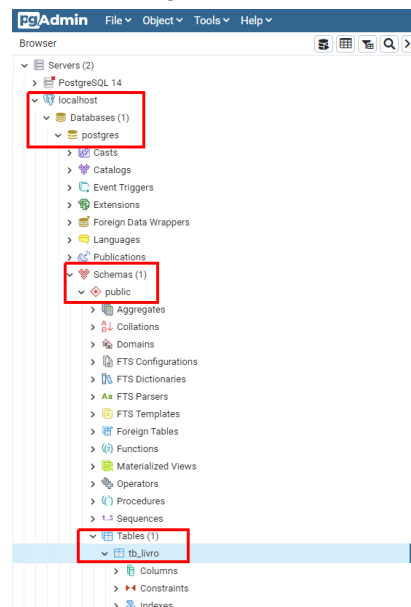 pgAdmin File Object Tools Help
Browser
Servers (2)
PostgreSQL 14
localhost
Databases (1)
postgres
Casts
Catalogs
Event Triggers
Extensions
Foreign Data Wrappers
Languages
Publications
Schemas (1)
public
Aggregates
Collations
Domains
FTS Configurations
FTS Dictionaries
Aa FTS Parsers
FTS Templates
Foreign Tables
Functions
Materialized Views
Operators
Procedures
1..3 Sequences
Tables (1)
tb_livro
Columns
Constraints
Indexes